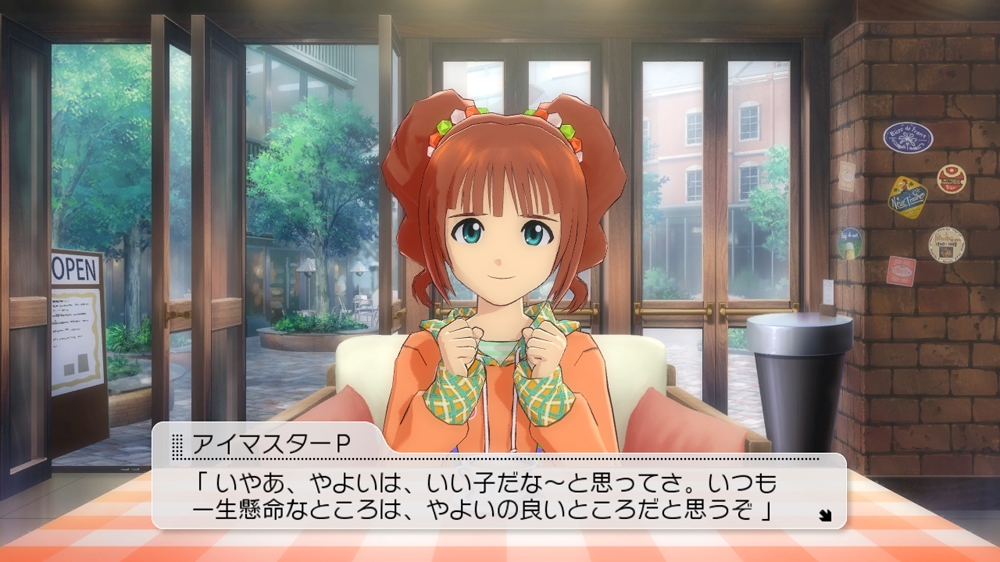 OPEN
アイマスターP
「いやあ、やよいは、いい子だな～と思ってさ。いつも
一生懸命なところは、やよいの良いところだと思うぞ」